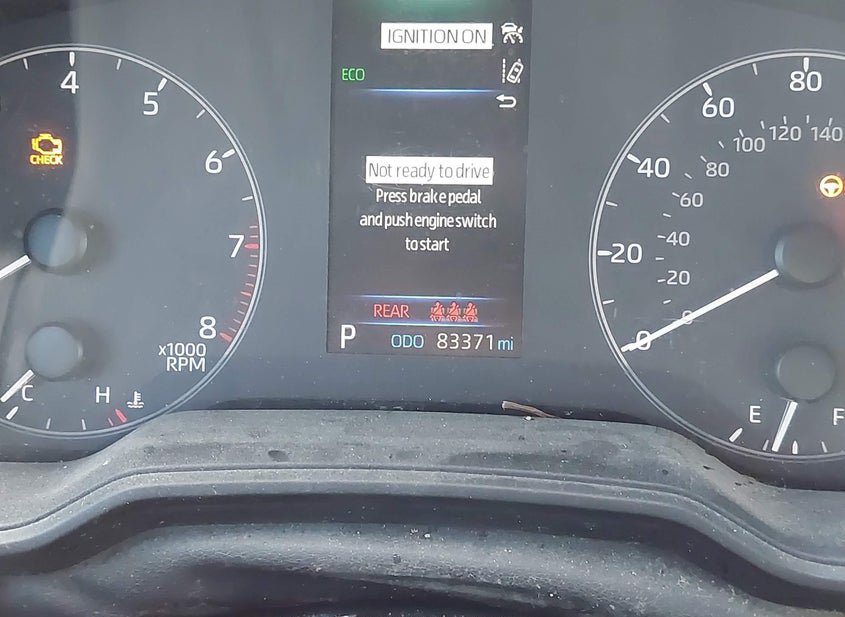 IGNITION ON
ECO
4
5
6
7
8
x1000
RPM
CHECK
C
H
Not ready to drive
Press brake pedal
and push engine switch
to start
REAR
P
ODO 83371 mi
0
20
40
60
80
0
20
40
60
80
100
120
140
E
F